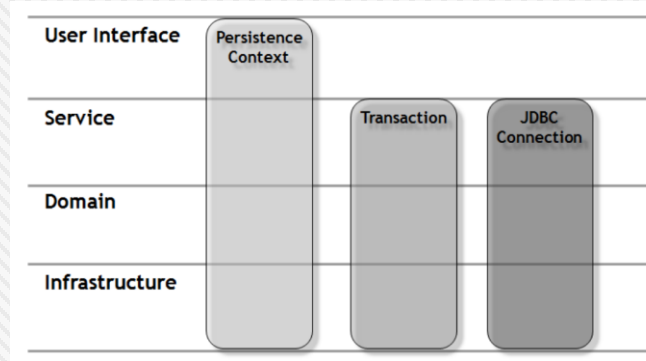 User Interface
Persistence
Context
Service
Transaction
JDBC
Connection
Domain
Infrastructure